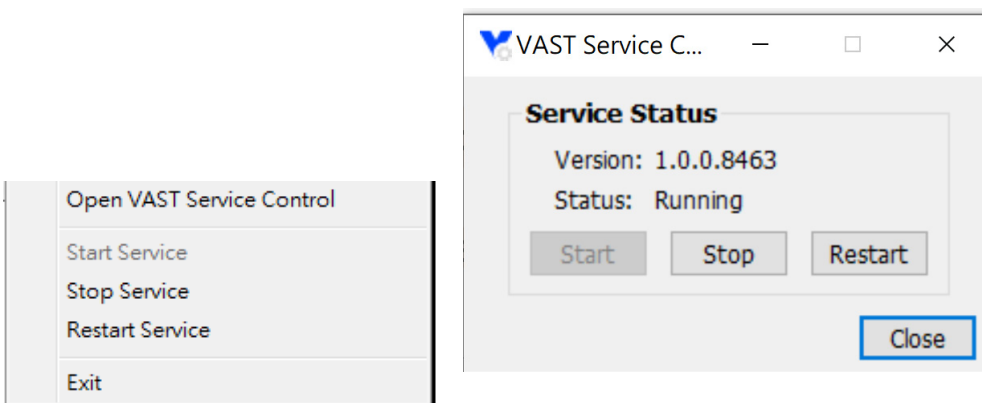 VAST Service C...
Service Status
Version: 1.0.0.8463
Status: Running
Start Stop Restart
Close
Open VAST Service Control
Start Service
Stop Service
Restart Service
Exit